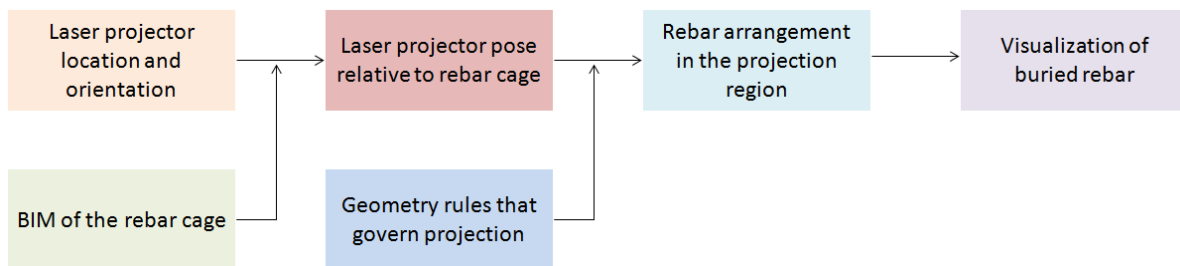 Laser projector
location and
orientation
Laser projector pose
relative to rebar cage
Rebar arrangement
in the projection
region
Visualization of
buried rebar
BIM of the rebar cage
Geometry rules that
govern projection